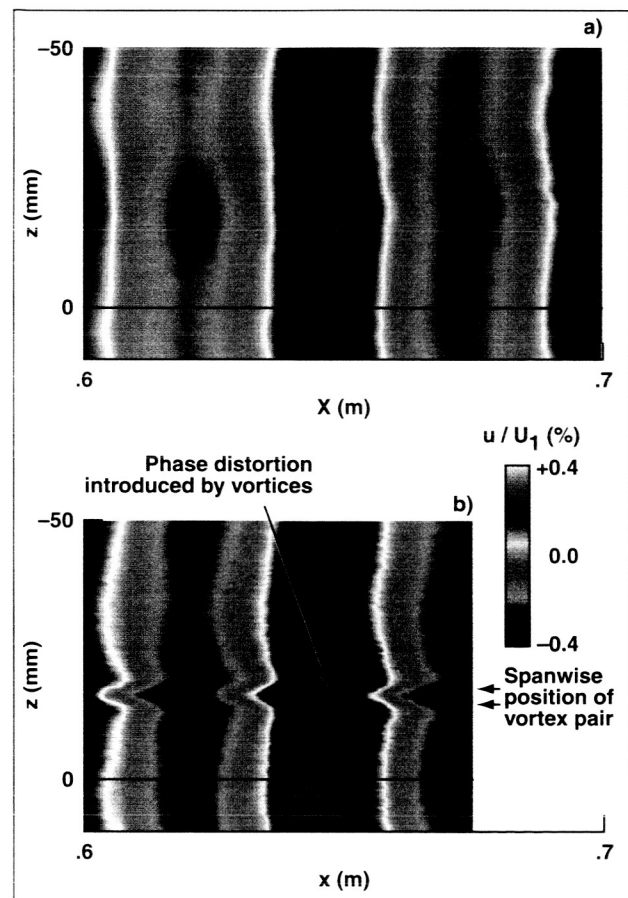 a)
−50
z (mm)
0
.6
.7
X (m)
u / U1 (%)
+0.4
0.0
−0.4
Phase distortion
introduced by vortices
b)
−50
z (mm)
0
Spanwise
position of
vortex pair
.6
.7
x (m)